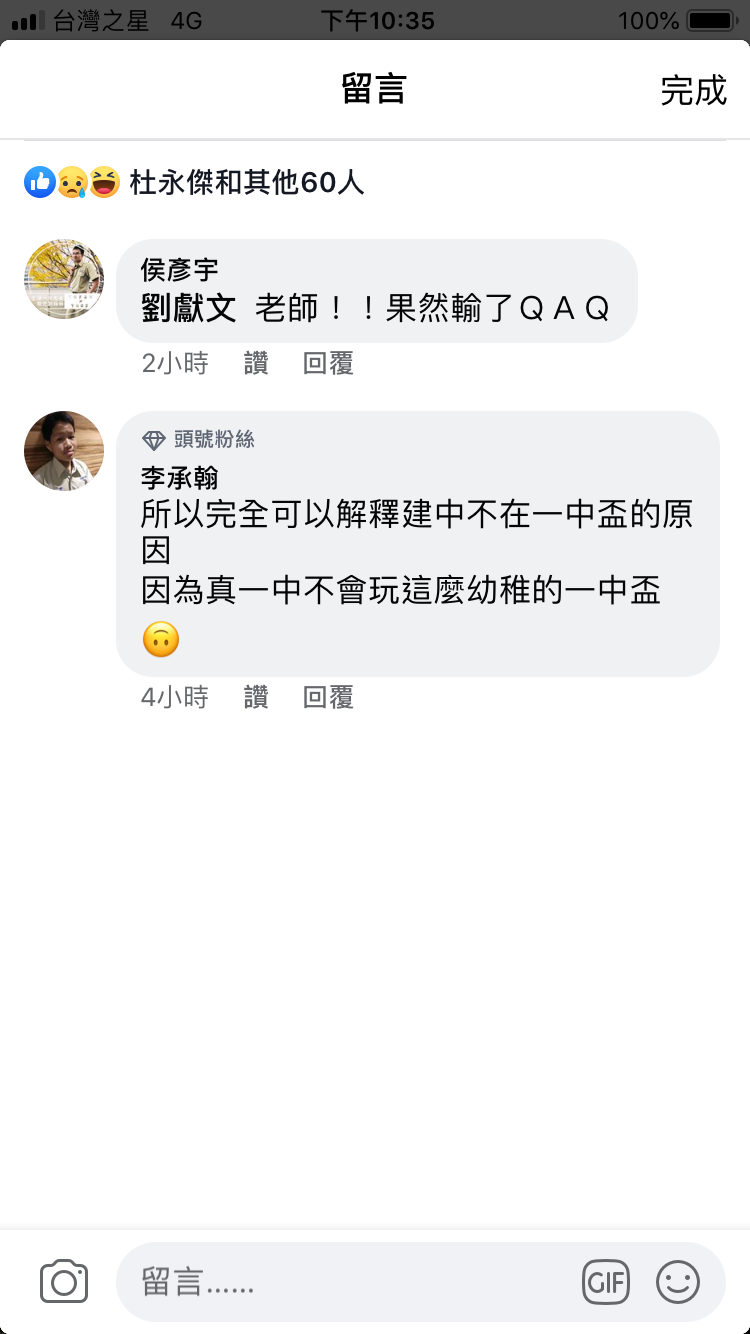 台灣之星 4G 下午10:35 100%
留言 完成
杜永傑和其他60人
侯彥宇
劉獻文 老師！！果然輸了ＱＡＱ
2小時 讚 回覆
頭號粉絲
李承翰
所以完全可以解釋建中不在一中盃的原
因
因為真一中不會玩這麼幼稚的一中盃
4小時 讚 回覆
留言...... GIF